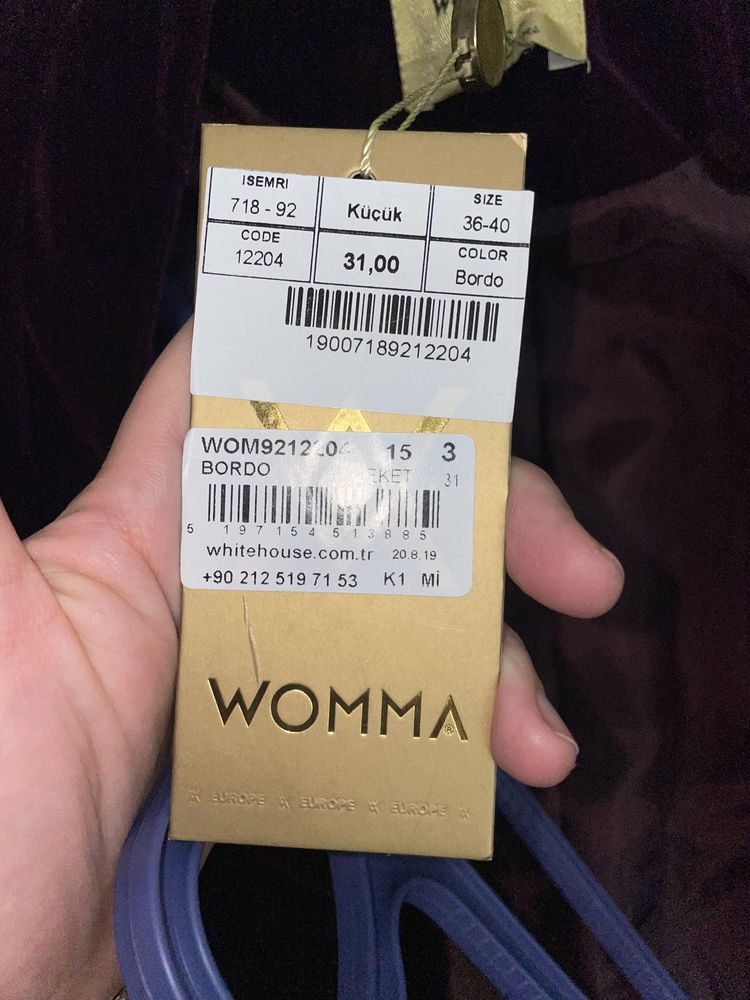 ISEMRI
718 - 92
Küçük
SIZE
36-40
CODE
12204
31,00
COLOR
Bordo
19007189212204
WOM9212204 15 3
BORDO EKET 31
5 197154 513885
whitehouse.com.tr 20.8.19
+90 212 519 71 53 K1 Mİ
WOMMA®
EUROPE EUROPE EUROPE